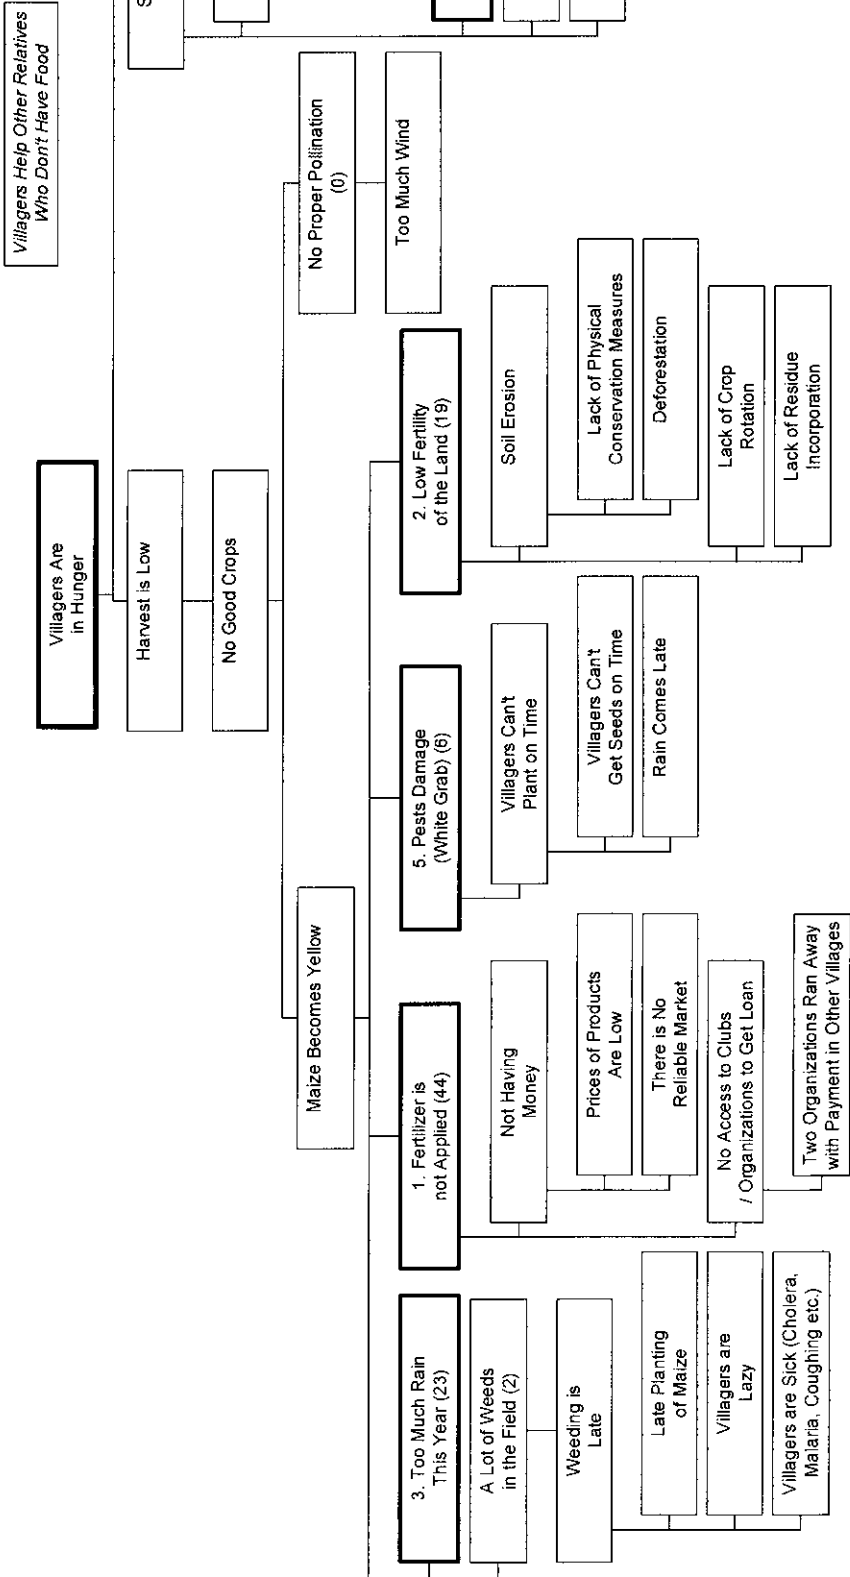 Villagers Help Other Relatives
Who Don't Have Food
Villagers Are
in Hunger
Harvest is Low
No Good Crops
Maize Becomes Yellow
No Proper Pollination
(0)
Too Much Wind
3. Too Much Rain
This Year (23)
A Lot of Weeds
in the Field (2)
Weeding is
Late
Late Planting
of Maize
Villagers are
Lazy
Villagers are Sick (Cholera,
Malaria, Coughing etc.)
1. Fertilizer is
not Applied (44)
Not Having
Money
Prices of Products
Are Low
There is No
Reliable Market
No Access to Clubs
/ Organizations to Get Loan
Two Organizations Ran Away
with Payment in Other Villages
5. Pests Damage
(White Grab) (6)
Villagers Can't
Plant on Time
Villagers Can't
Get Seeds on Time
Rain Comes Late
2. Low Fertility
of the Land (19)
Soil Erosion
Lack of Physical
Conservation Measures
Deforestation
Lack of Crop
Rotation
Lack of Residue
Incorporation